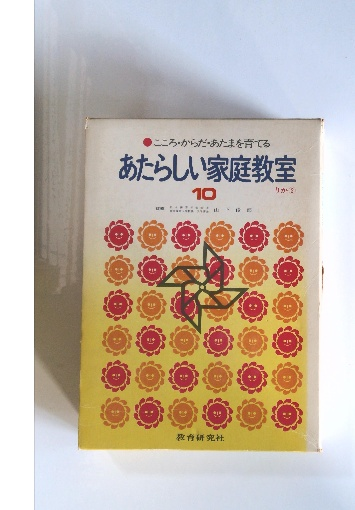 ●こころ・からだ・あたまを育てる
あたらしい家庭教室
10
教育研究社